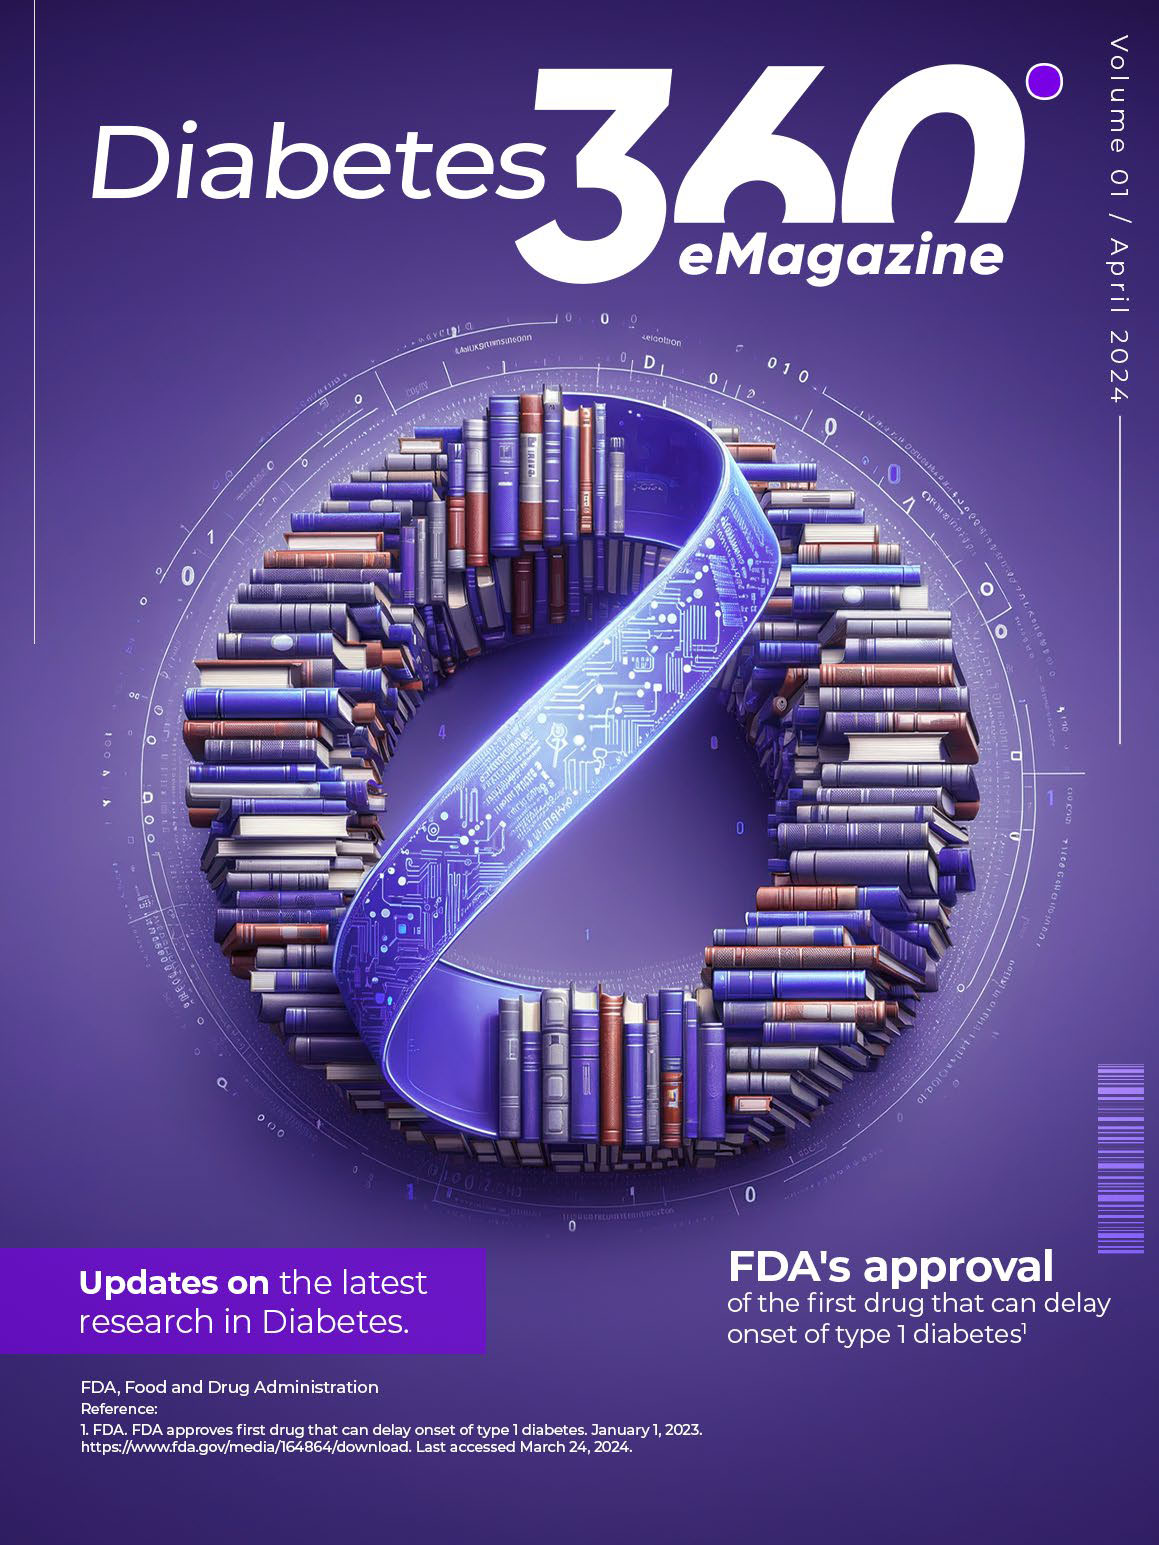 Diabetes 360°
eMagazine
Volume 01 / April 2024
Updates on the latest
research in Diabetes.
FDA's approval
of the first drug that can delay
onset of type 1 diabetes¹
FDA, Food and Drug Administration
Reference:
1. FDA. FDA approves first drug that can delay onset of type 1 diabetes. January 1, 2023.
https://www.fda.gov/media/164864/download. Last accessed March 24, 2024.